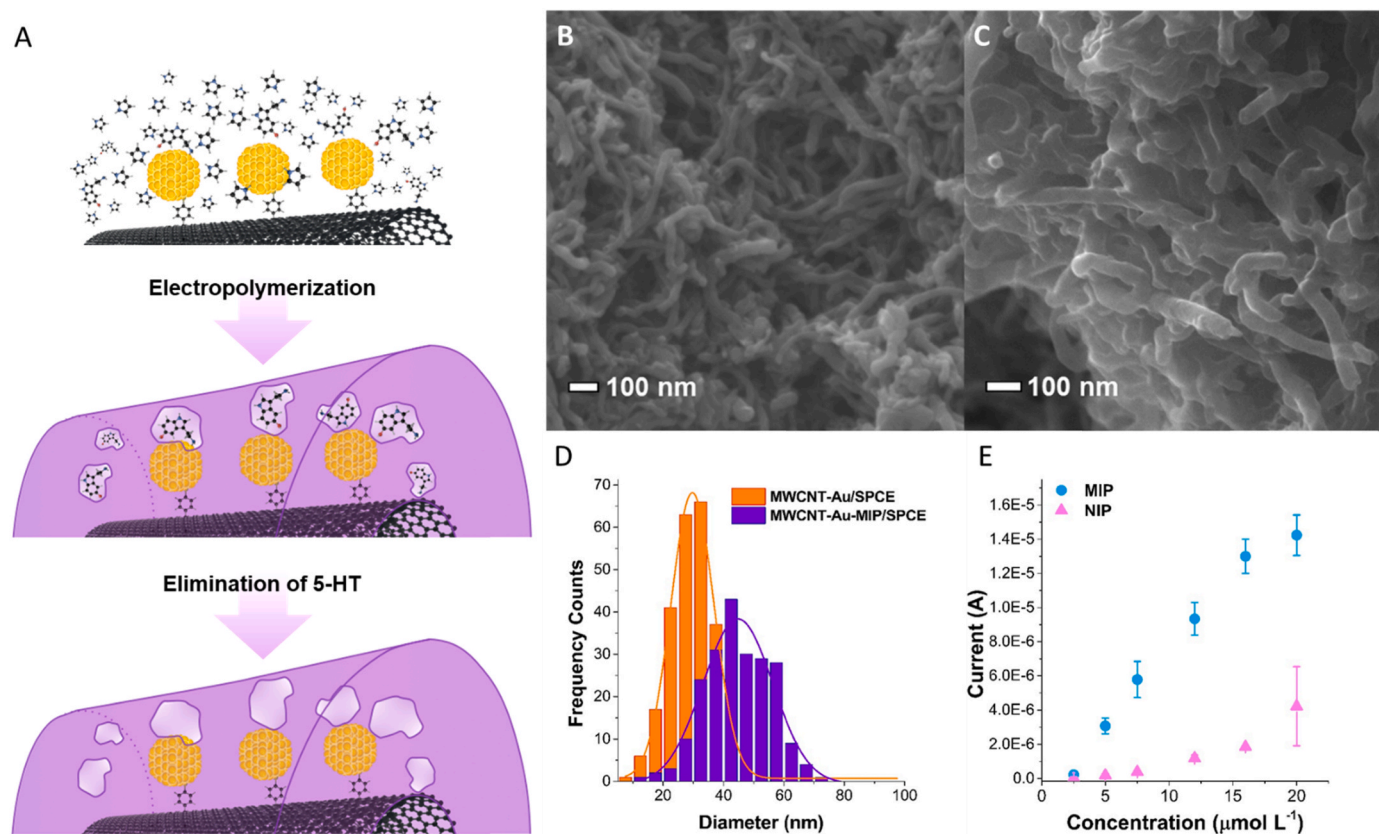 A
Electropolymerization
Elimination of 5-HT
B
100 nm
C
100 nm
D
MWCNT-Au/SPCE
MWCNT-Au-MIP/SPCE
Frequency Counts
70
60
50
40
30
20
10
0
20 40 60 80 100
Diameter (nm)
E
MIP
NIP
Current (A)
1.6E-5
1.4E-5
1.2E-5
1.0E-5
8.0E-6
6.0E-6
4.0E-6
2.0E-6
0.0
0 5 10 15 20
Concentration (μmol L⁻¹)